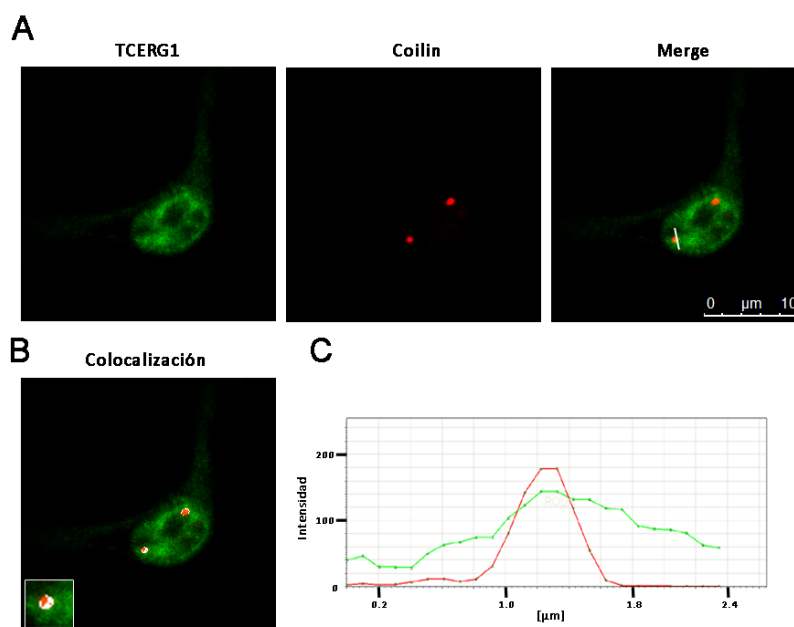 A
TCERG1
Coilin
Merge
0 µm 10
B
Colocalización
C
Intensidad
200
100
0.2
1.0
1.8
2.4
[µm]